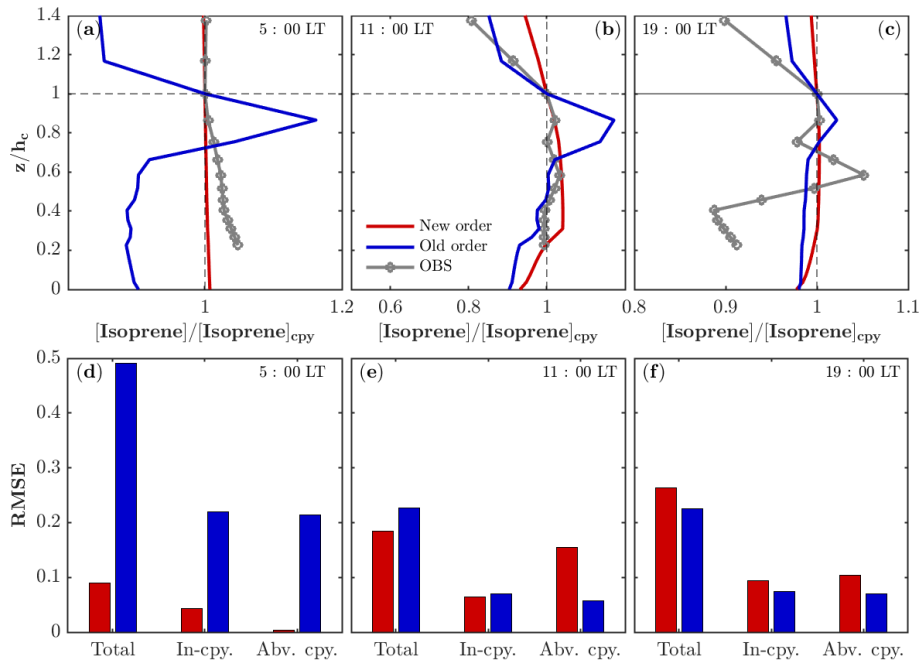 1.4
1.2
1
0.8
0.6
0.4
0.2
0
z/h_c
(a) 5 : 00 LT
11 : 00 LT (b)
19 : 00 LT (c)
New order
Old order
OBS
1 1.2
0.6 0.8 1 1.2
0.8 0.9 1 1.1
[Isoprene]/[Isoprene]cpy
[Isoprene]/[Isoprene]cpy
[Isoprene]/[Isoprene]cpy
0.5
0.4
0.3
0.2
0.1
0
RMSE
(d) 5 : 00 LT
(e) 11 : 00 LT
(f) 19 : 00 LT
Total In-cpy. Abv. cpy.
Total In-cpy. Abv. cpy.
Total In-cpy. Abv. cpy.